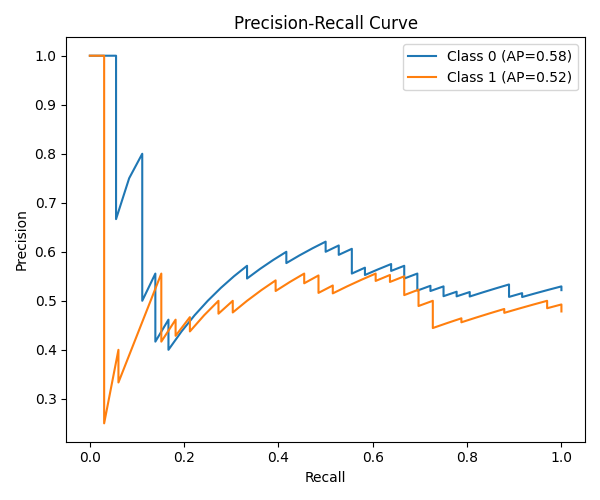 Precision-Recall Curve
Class 0 (AP=0.58)
Class 1 (AP=0.52)
Precision
1.0
0.9
0.8
0.7
0.6
0.5
0.4
0.3
0.0 0.2 0.4 0.6 0.8 1.0
Recall